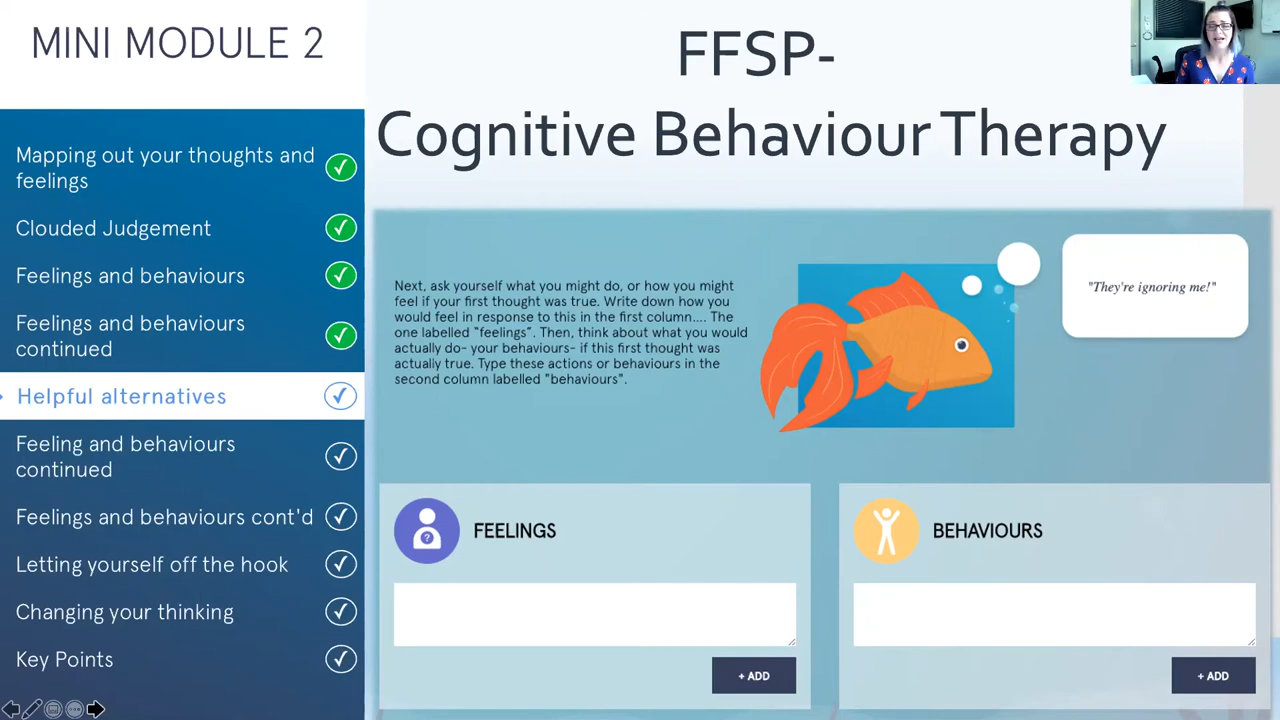 MINI MODULE 2
Mapping out your thoughts and
feelings
Clouded Judgement
Feelings and behaviours
Feelings and behaviours
continued
Helpful alternatives
Feeling and behaviours
continued
Feelings and behaviours cont'd
Letting yourself off the hook
Changing your thinking
Key Points
FFSP-
Cognitive Behaviour Therapy
Next, ask yourself what you might do, or how you might
feel if your first thought was true. Write down how you
would feel in response to this in the first column.... The
one labelled "feelings". Then, think about what you would
actually do- your behaviours- if this first thought was
actually true. Type these actions or behaviours in the
second column labelled "behaviours".
"They're ignoring me!"
FEELINGS
+ ADD
BEHAVIOURS
+ ADD